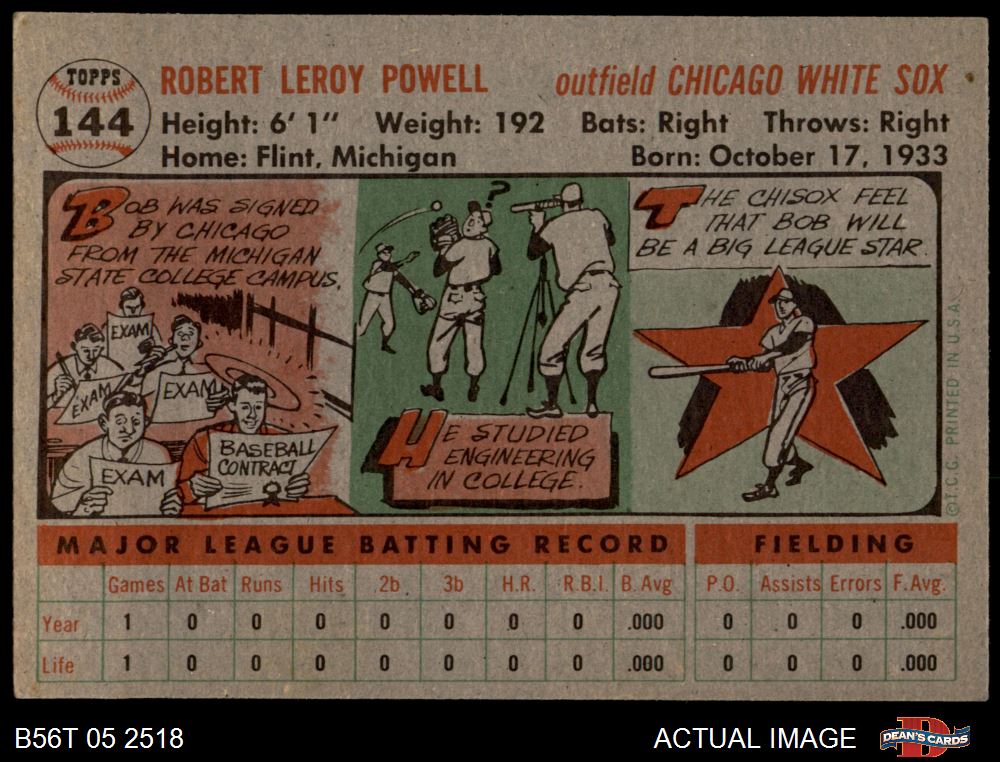 TOPPS
144
ROBERT LEROY POWELL outfield CHICAGO WHITE SOX
Height: 6' 1" Weight: 192 Bats: Right Throws: Right
Home: Flint, Michigan Born: October 17, 1933
BOB WAS SIGNED
BY CHICAGO
FROM THE MICHIGAN
STATE COLLEGE CAMPUS.
EXAM
EXAM
EXAM
EXAM
BASEBALL
CONTRACT
?
HE STUDIED
ENGINEERING
IN COLLEGE.
THE CHISOX FEEL
THAT BOB WILL
BE A BIG LEAGUE STAR.
© T.C.G. PRINTED IN U.S.A.
MAJOR LEAGUE BATTING RECORD FIELDING
Games At Bat Runs Hits 2b 3b H.R. R.B.I. B. Avg P.O. Assists Errors F. Avg.
Year 1 0 0 0 0 0 0 0 .000 0 0 0 .000
Life 1 0 0 0 0 0 0 0 .000 0 0 0 .000
B56T 05 2518 ACTUAL IMAGE
D
DEAN'S CARDS